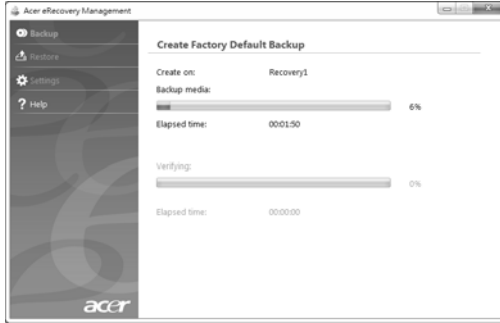 Acer eRecovery Management
Backup
Restore
Settings
? Help
Create Factory Default Backup
Create on: Recovery1
Backup media:
6%
Elapsed time: 00:01:50
Verifying:
0%
Elapsed time: 00:00:00
acer